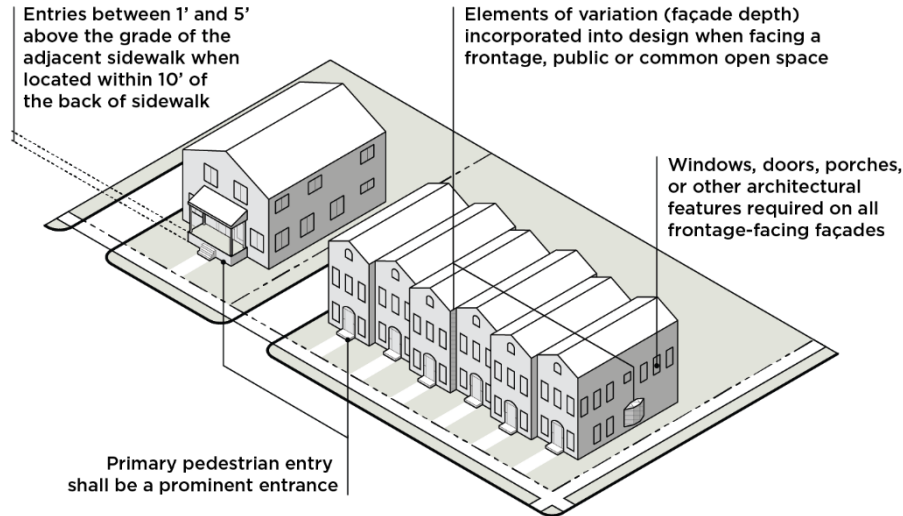 Entries between 1’ and 5’
above the grade of the
adjacent sidewalk when
located within 10’ of
the back of sidewalk
Elements of variation (façade depth)
incorporated into design when facing a
frontage, public or common open space
Windows, doors, porches,
or other architectural
features required on all
frontage-facing façades
Primary pedestrian entry
shall be a prominent entrance